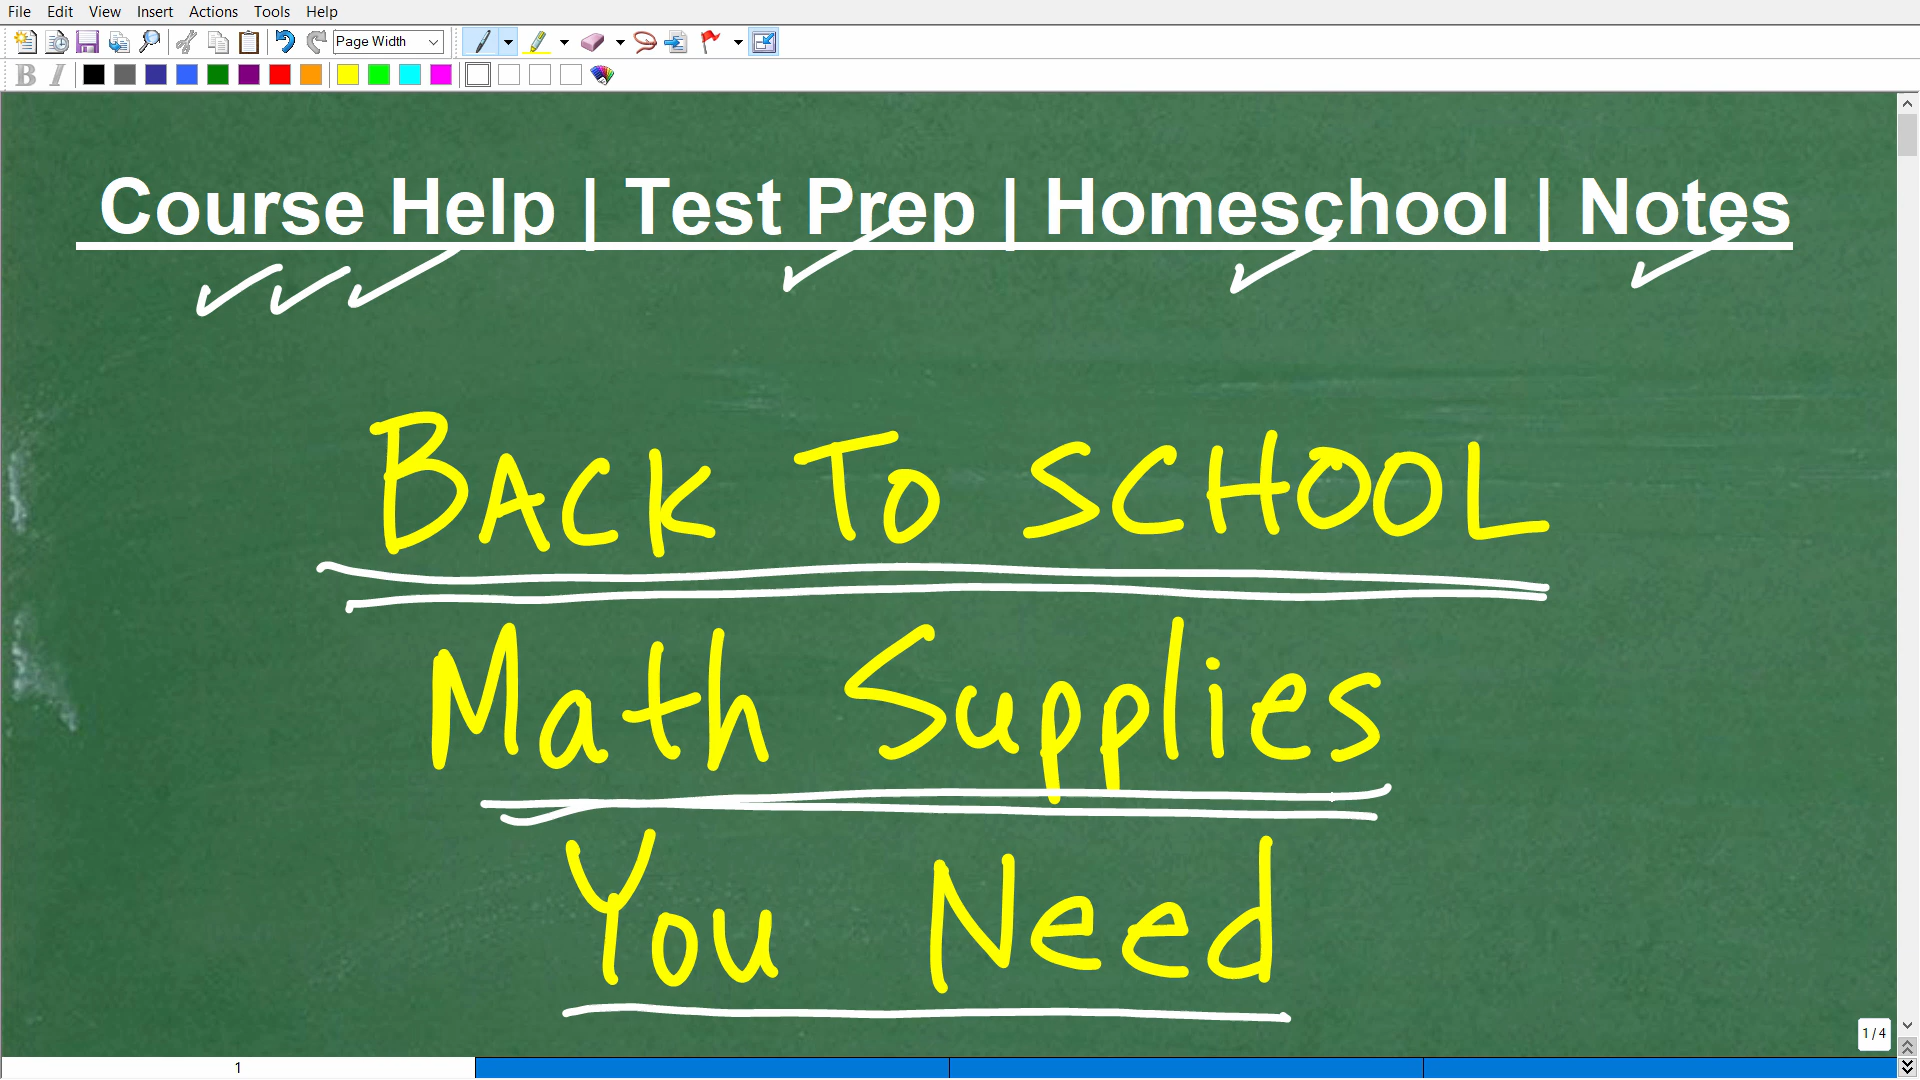 File Edit View Insert Actions Tools Help
Page Width
B I
Course Help | Test Prep | Homeschool | Notes
BACK TO SCHOOL
Math Supplies
You Need
1 / 4
1